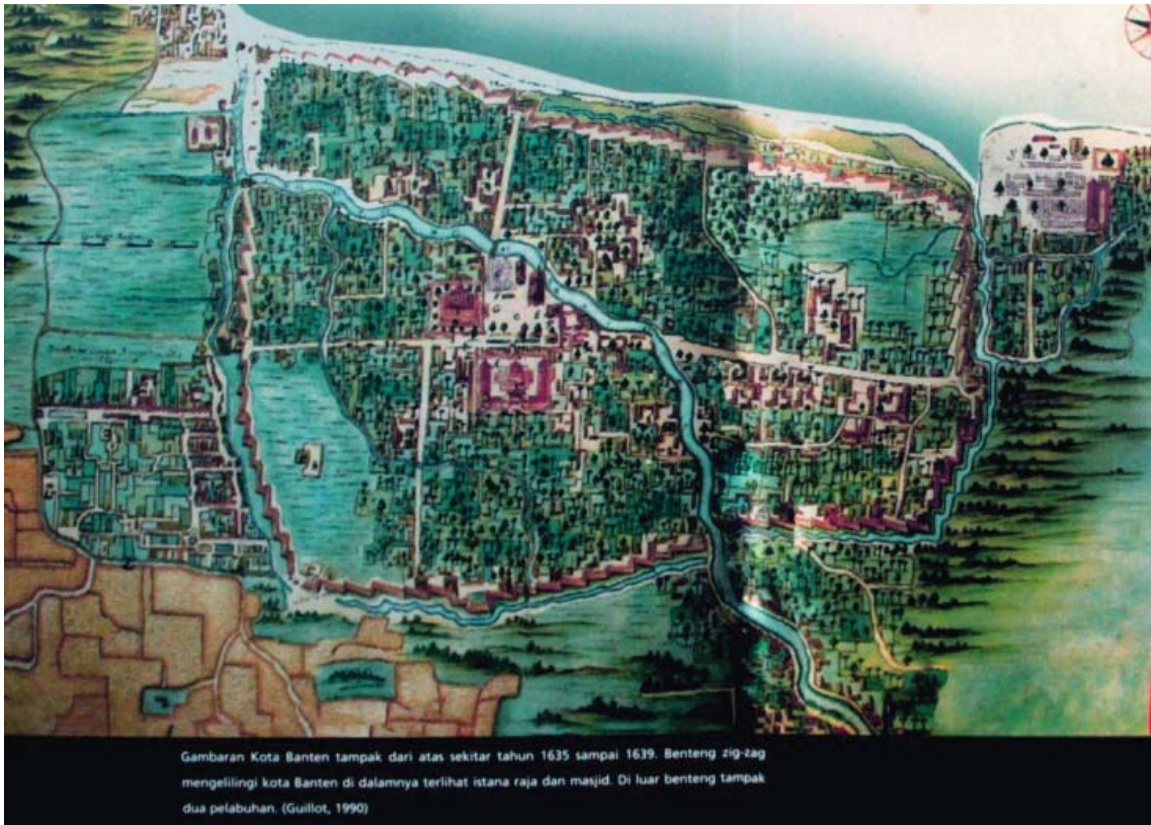 Gambaran Kota Banten tampak dari atas sekitar tahun 1635 sampai 1639. Benteng zig-zag
mengelilingi kota Banten di dalamnya terlihat istana raja dan masjid. Di luar benteng tampak
dua pelabuhan. (Guillot, 1990)